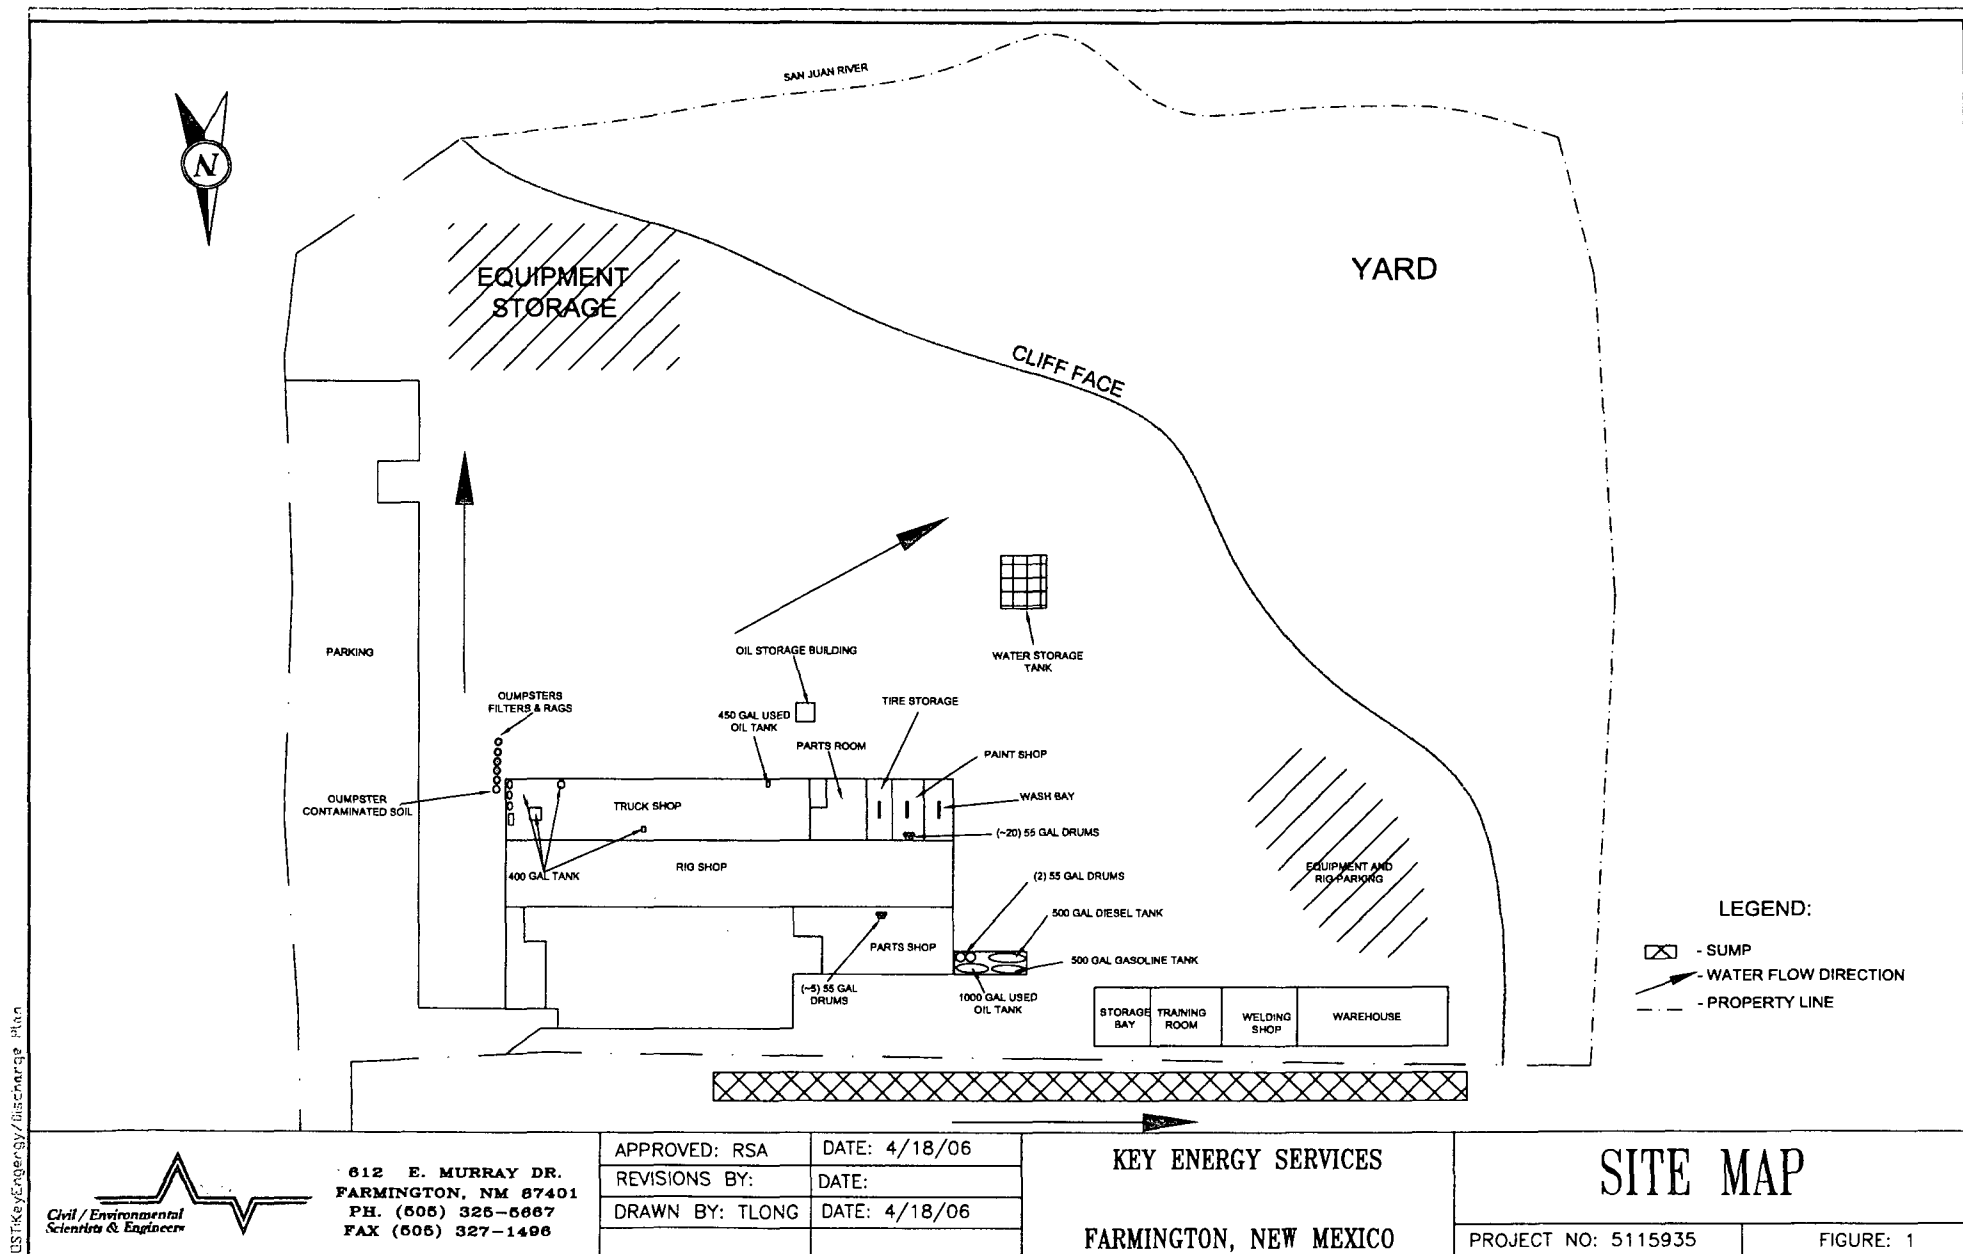 SAN JUAN RIVER
N
EQUIPMENT
STORAGE
YARD
CLIFF FACE
PARKING
OIL STORAGE BUILDING
WATER STORAGE
TANK
DUMPSTERS
FILTERS & RAGS
450 GAL USED
OIL TANK
TIRE STORAGE
PARTS ROOM
PAINT SHOP
DUMPSTER
CONTAMINATED SOIL
TRUCK SHOP
WASH BAY
(~20) 55 GAL DRUMS
400 GAL TANK
RIG SHOP
(2) 55 GAL DRUMS
EQUIPMENT AND
RIG PARKING
500 GAL DIESEL TANK
PARTS SHOP
500 GAL GASOLINE TANK
(~5) 55 GAL
DRUMS
1000 GAL USED
OIL TANK
STORAGE
BAY
TRAINING
ROOM
WELDING
SHOP
WAREHOUSE
LEGEND:
- SUMP
- WATER FLOW DIRECTION
- PROPERTY LINE
UST:KeyEngergy/Discharge Plan
Civil / Environmental
Scientists & Engineers
612 E. MURRAY DR.
FARMINGTON, NM 87401
PH. (505) 325-5667
FAX (505) 327-1496
APPROVED: RSA
DATE: 4/18/06
REVISIONS BY:
DATE:
DRAWN BY: TLONG
DATE: 4/18/06
KEY ENERGY SERVICES
FARMINGTON, NEW MEXICO
SITE MAP
PROJECT NO: 5115935
FIGURE: 1